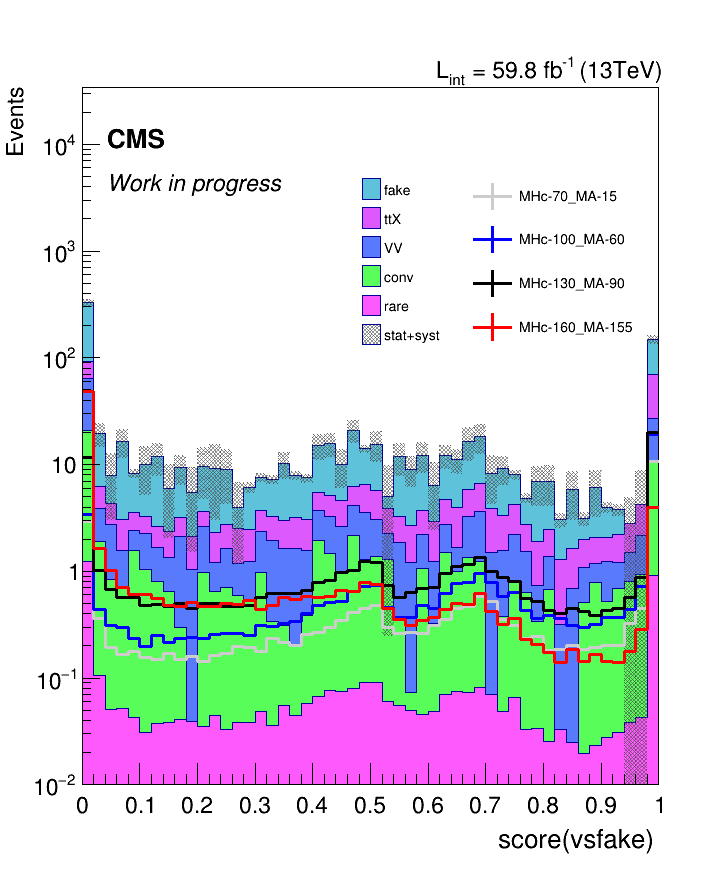 L_int = 59.8 fb^-1 (13TeV)
Events
CMS
Work in progress
fake
ttX
VV
conv
rare
stat+syst
MHc-70_MA-15
MHc-100_MA-60
MHc-130_MA-90
MHc-160_MA-155
10^4
10^3
10^2
10
1
10^−1
10^−2
0 0.1 0.2 0.3 0.4 0.5 0.6 0.7 0.8 0.9 1
score(vsfake)